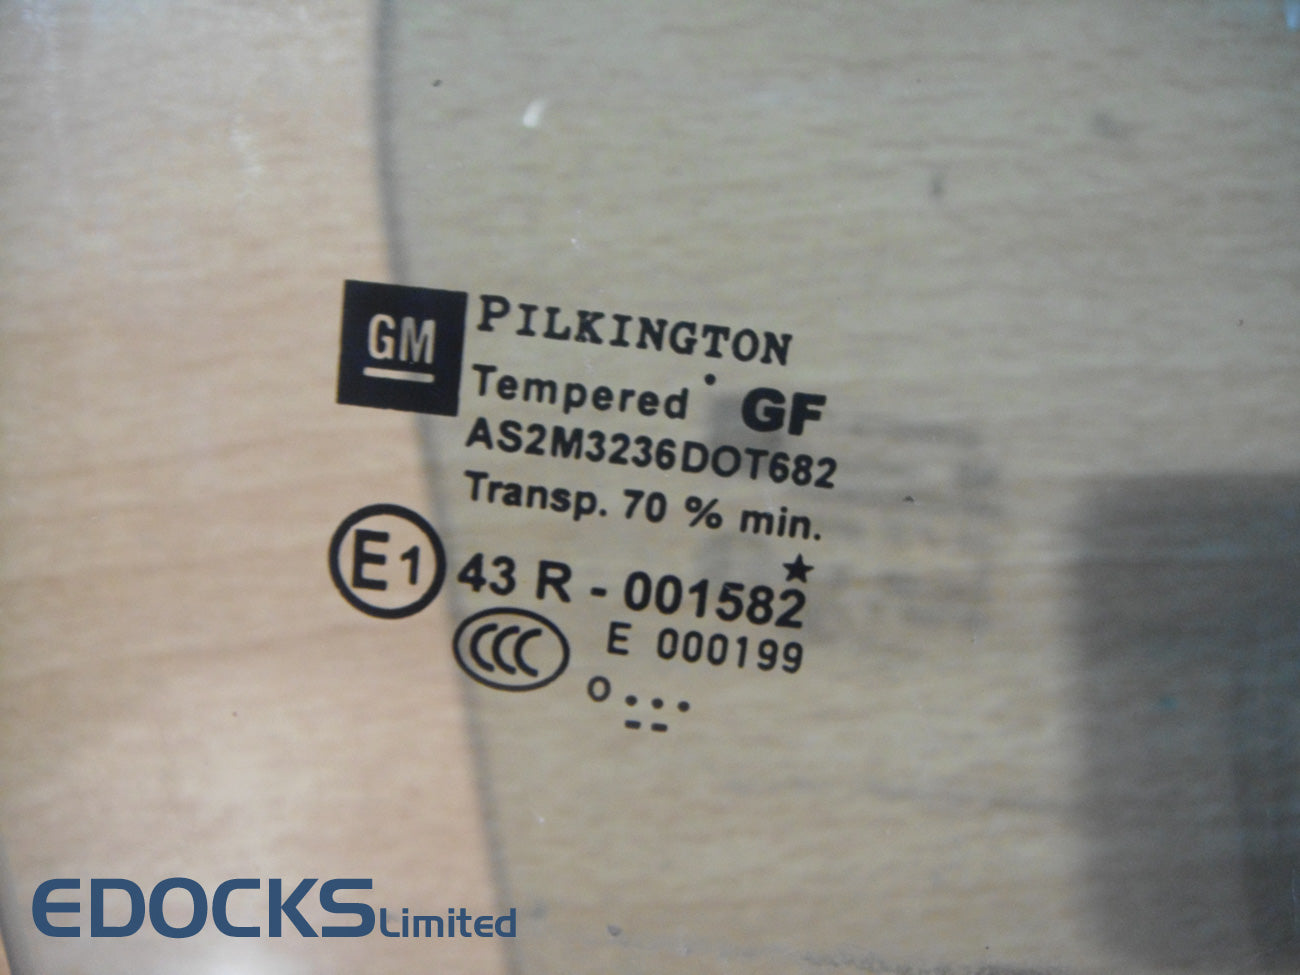 GM
PILKINGTON
Tempered GF
AS2M3236DOT682
Transp. 70 % min.
E1 43 R - 001582
CCC E 000199
EDOCKS Limited